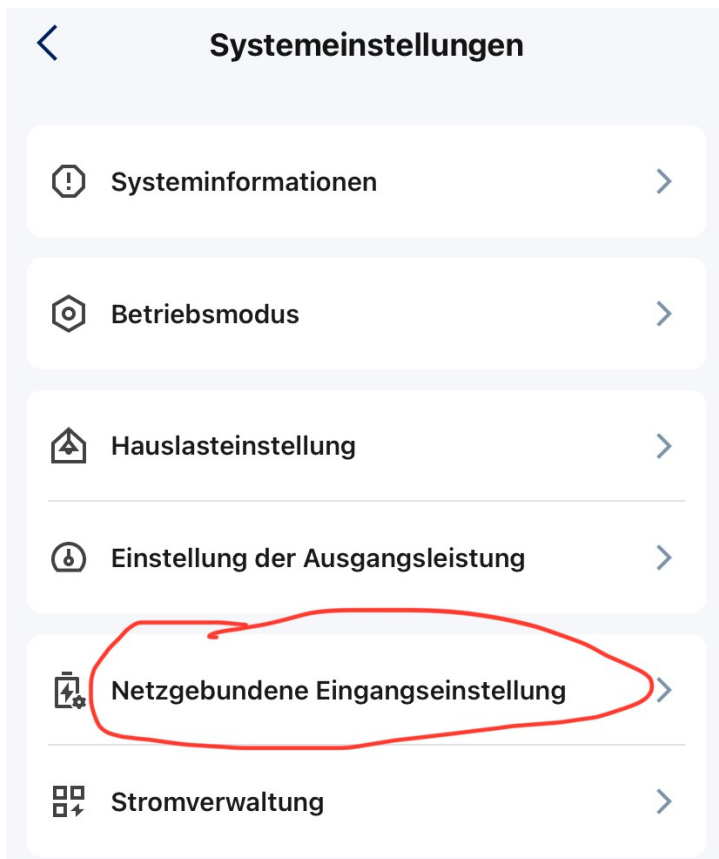 Systemeinstellungen
Systeminformationen
Betriebsmodus
Hauslasteinstellung
Einstellung der Ausgangsleistung
Netzgebundene Eingangseinstellung
Stromverwaltung